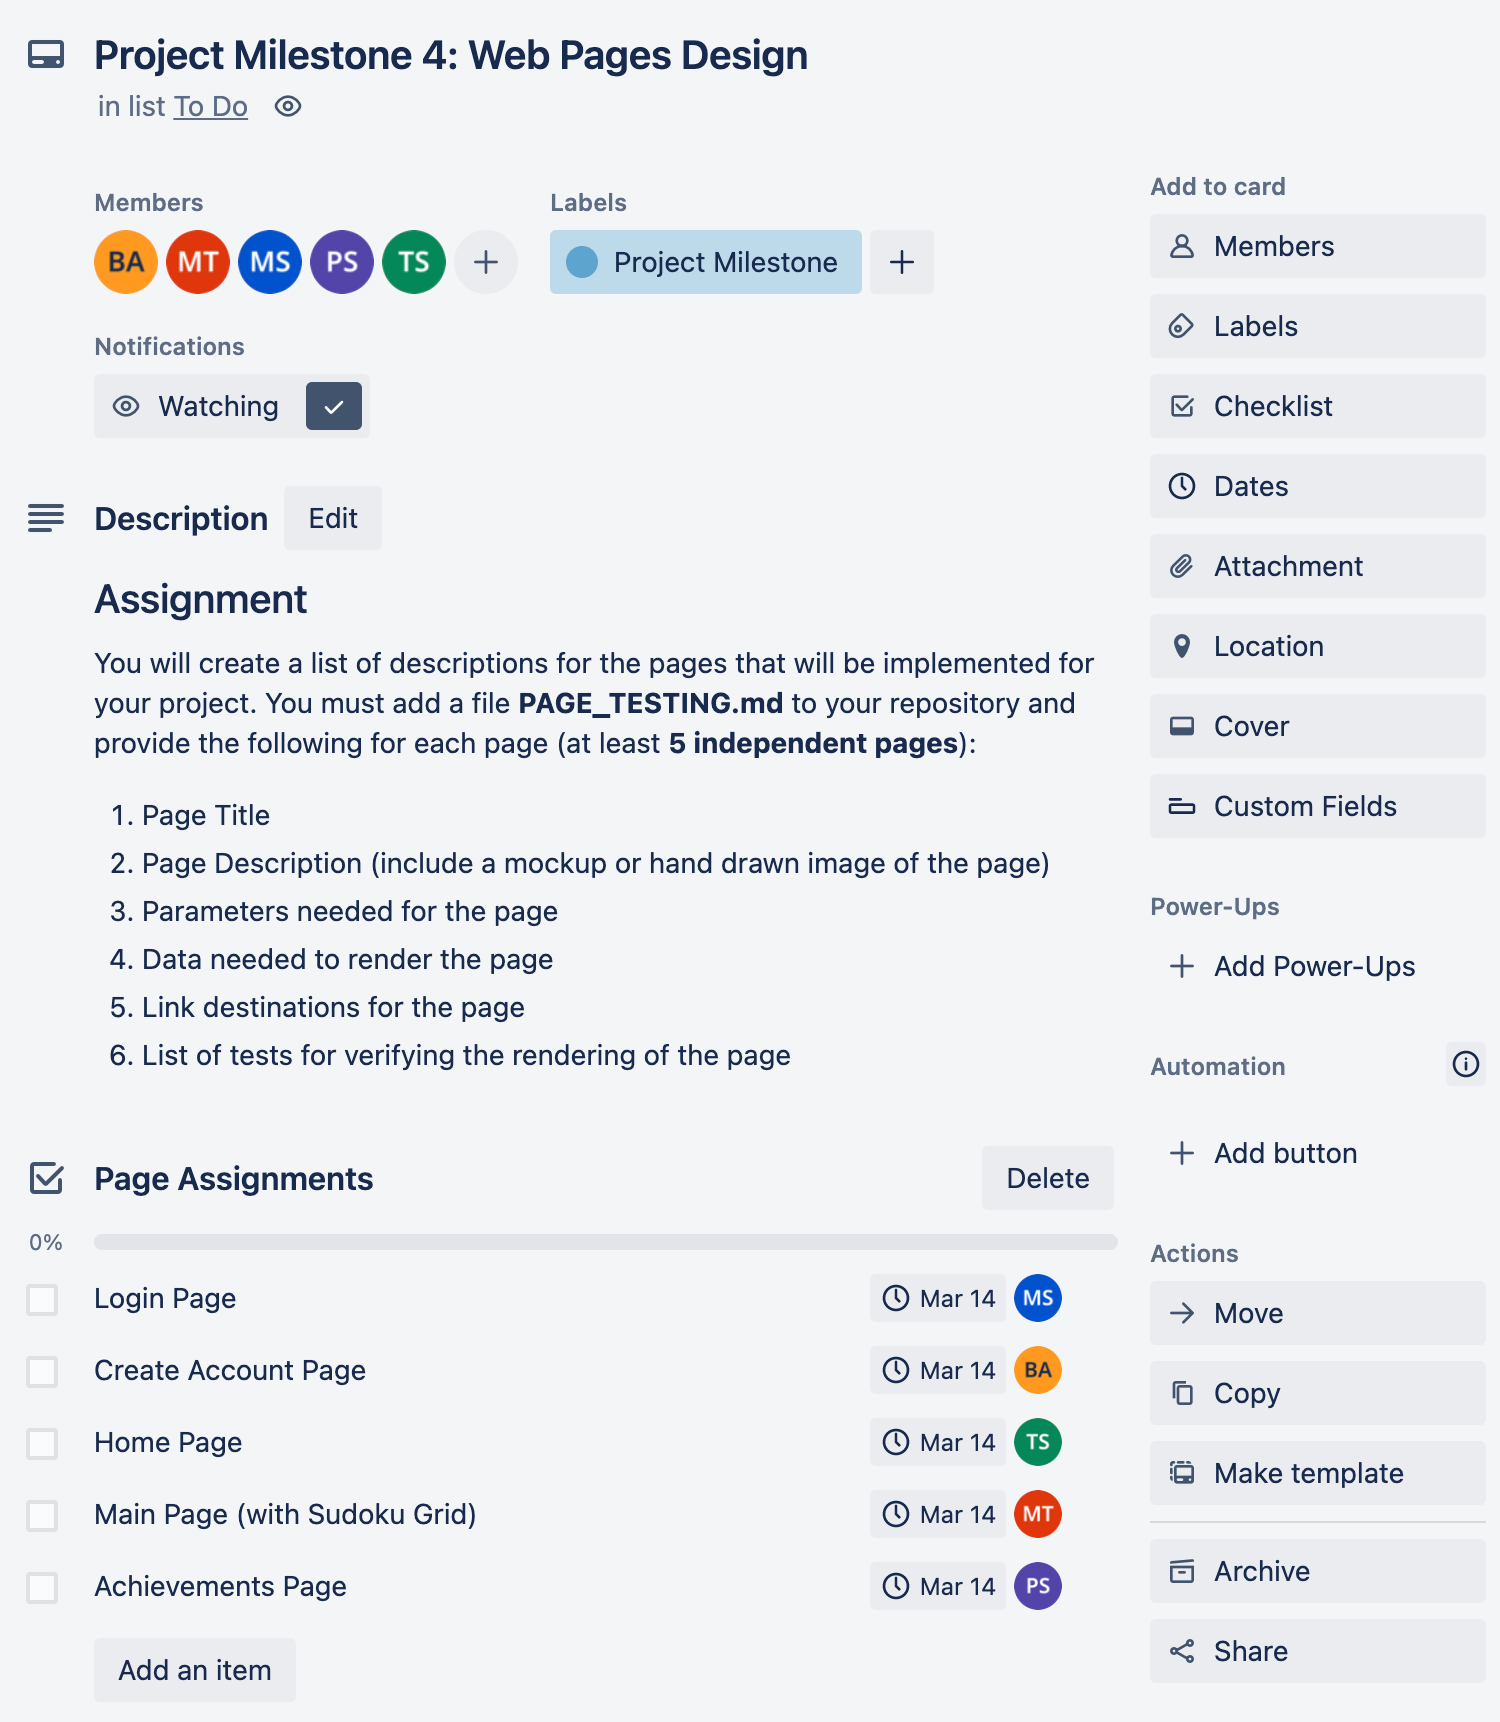 Project Milestone 4: Web Pages Design
in list To Do
Members
BA MT MS PS TS
Labels
Project Milestone
Notifications
Watching
Description Edit
Assignment
You will create a list of descriptions for the pages that will be implemented for
your project. You must add a file PAGE_TESTING.md to your repository and
provide the following for each page (at least 5 independent pages):
1. Page Title
2. Page Description (include a mockup or hand drawn image of the page)
3. Parameters needed for the page
4. Data needed to render the page
5. Link destinations for the page
6. List of tests for verifying the rendering of the page
Page Assignments Delete
0%
Login Page Mar 14 MS
Create Account Page Mar 14 BA
Home Page Mar 14 TS
Main Page (with Sudoku Grid) Mar 14 MT
Achievements Page Mar 14 PS
Add an item
Add to card
Members
Labels
Checklist
Dates
Attachment
Location
Cover
Custom Fields
Power-Ups
+ Add Power-Ups
Automation
+ Add button
Actions
Move
Copy
Make template
Archive
Share